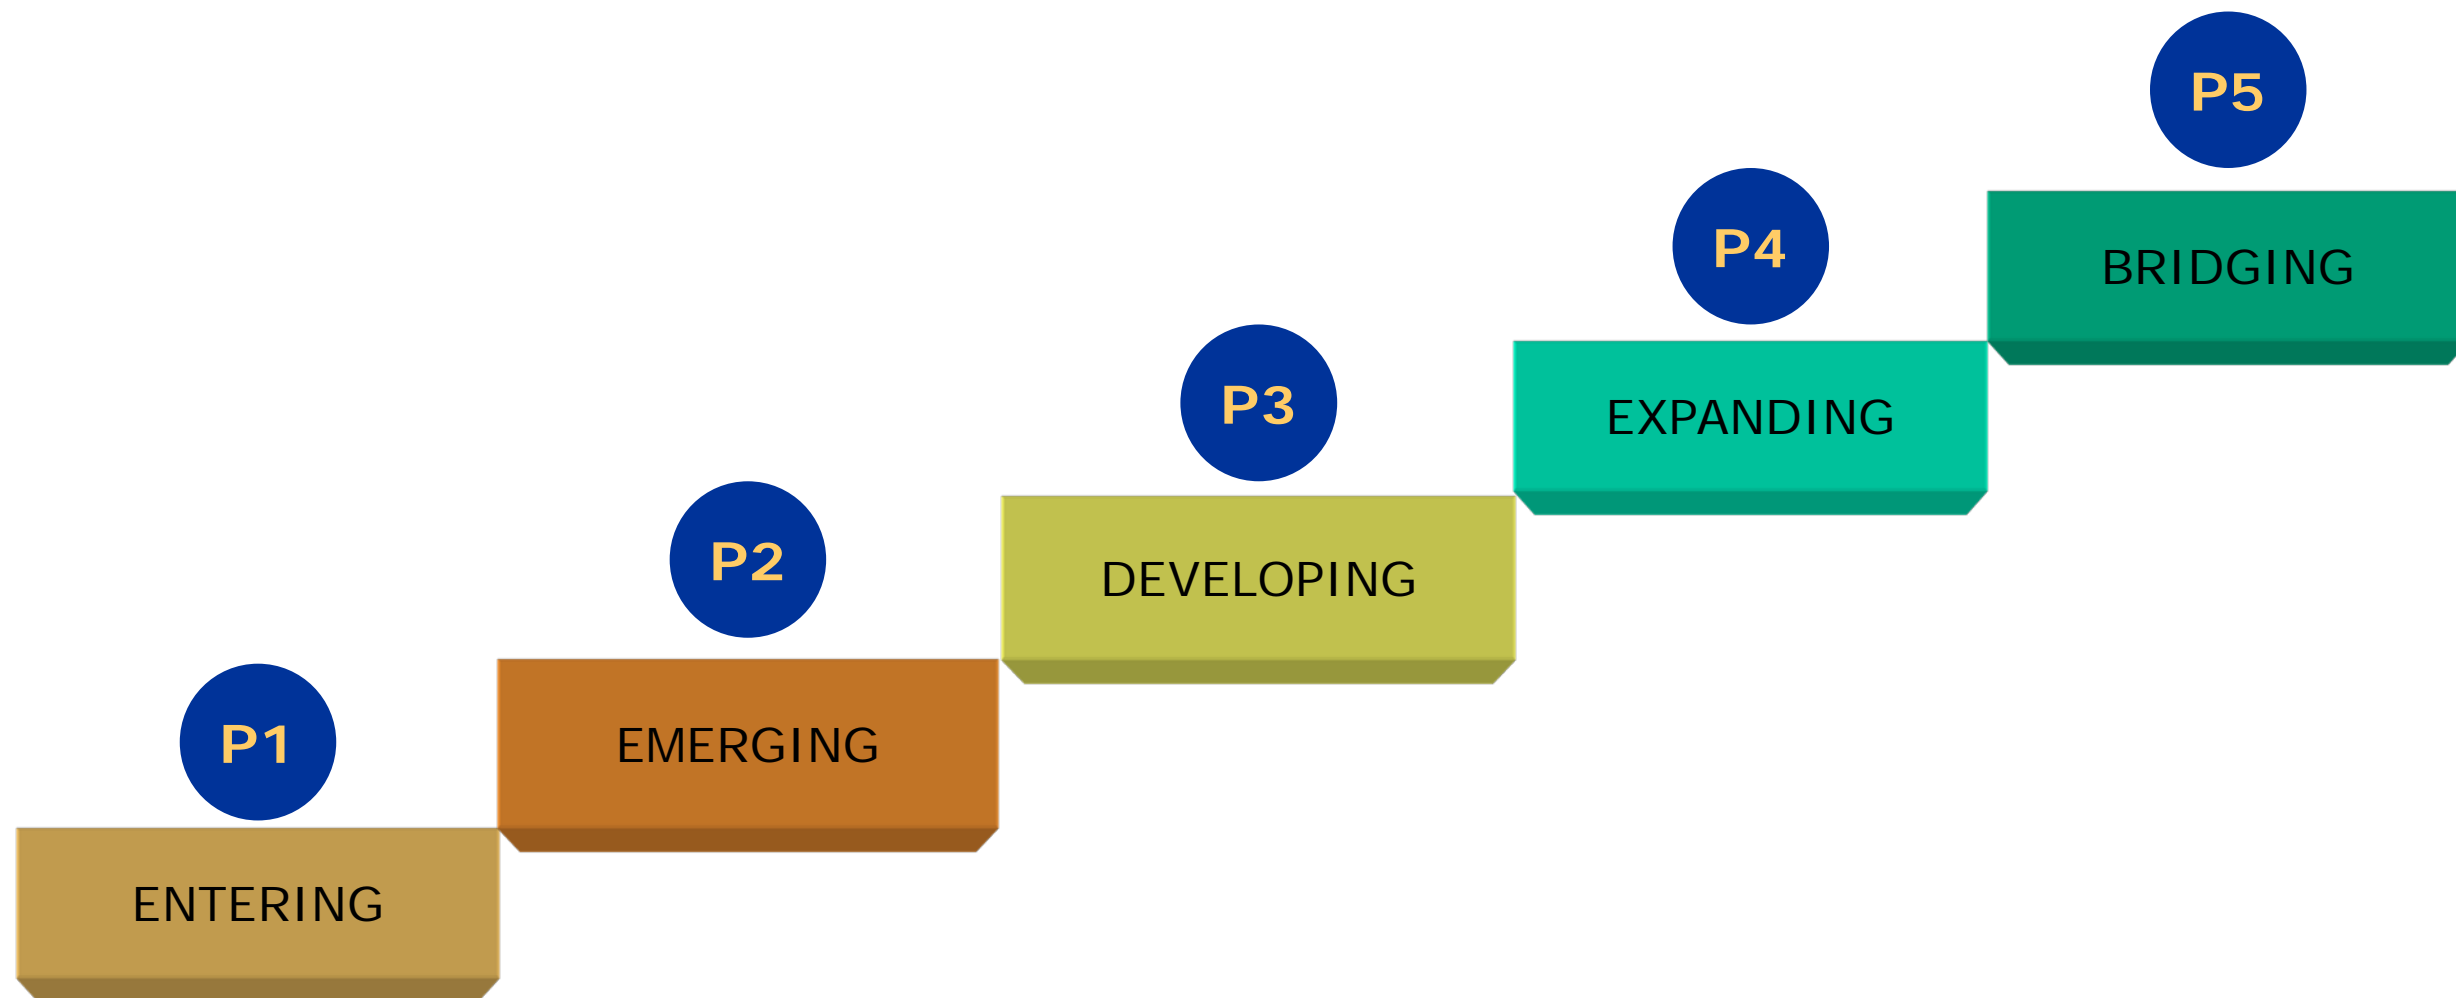 P1
ENTERING
P2
EMERGING
P3
DEVELOPING
P4
EXPANDING
P5
BRIDGING